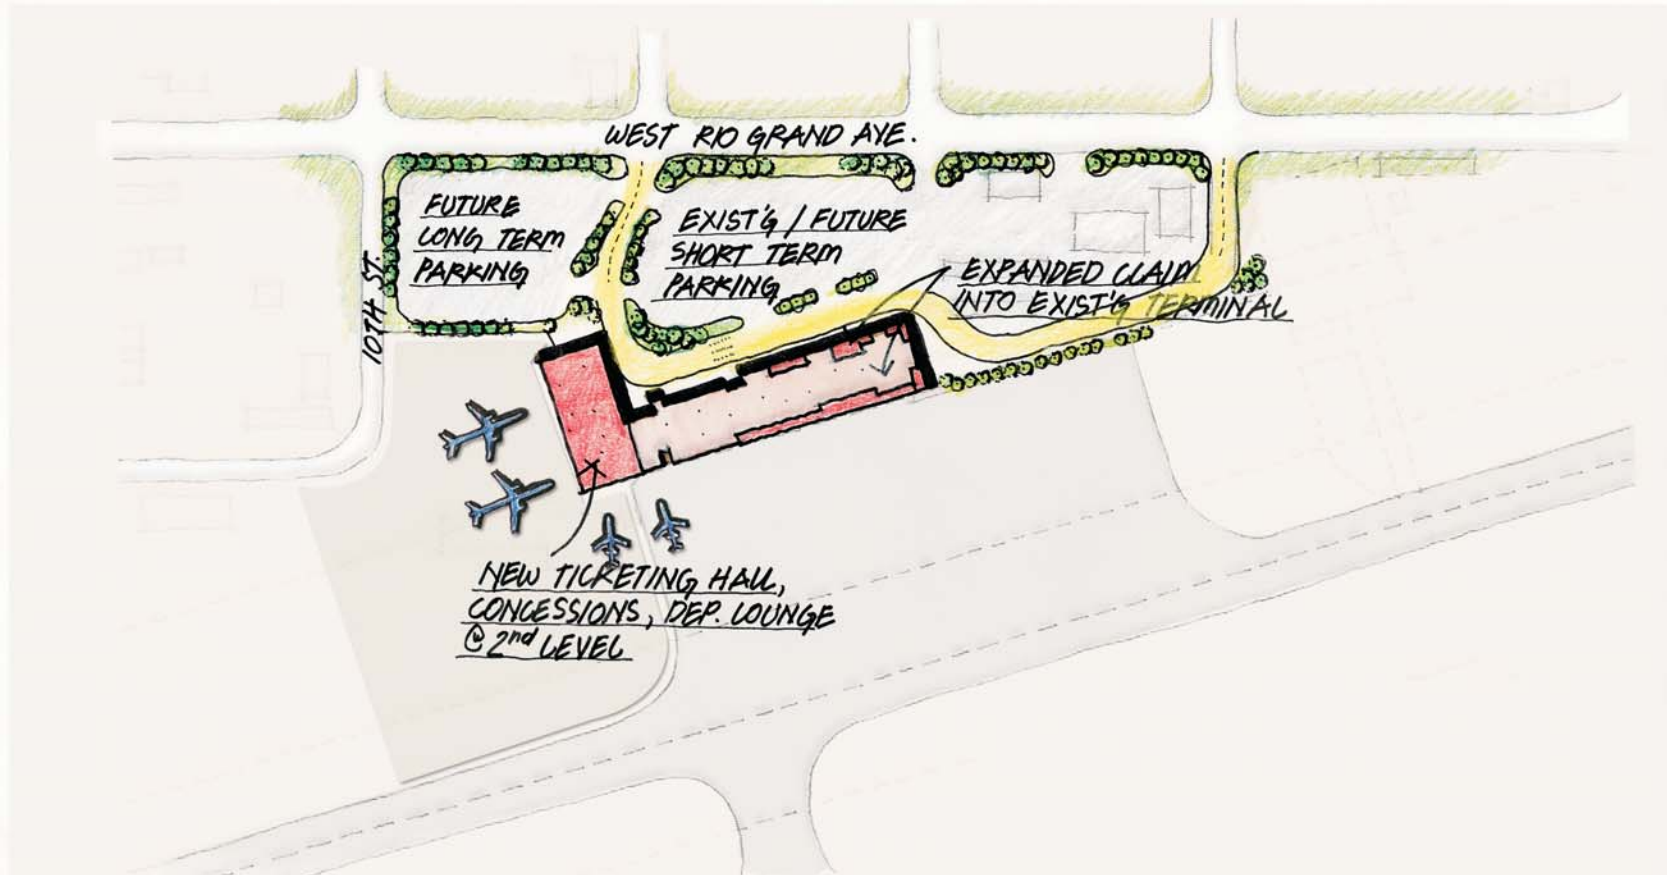 WEST RIO GRAND AVE.
FUTURE
LONG TERM
PARKING
EXIST'G / FUTURE
SHORT TERM
PARKING
10TH ST.
EXPANDED CLAIM
INTO EXIST'G TERMINAL
NEW TICKETING HALL,
CONCESSIONS, DEP. LOUNGE
@ 2nd LEVEL